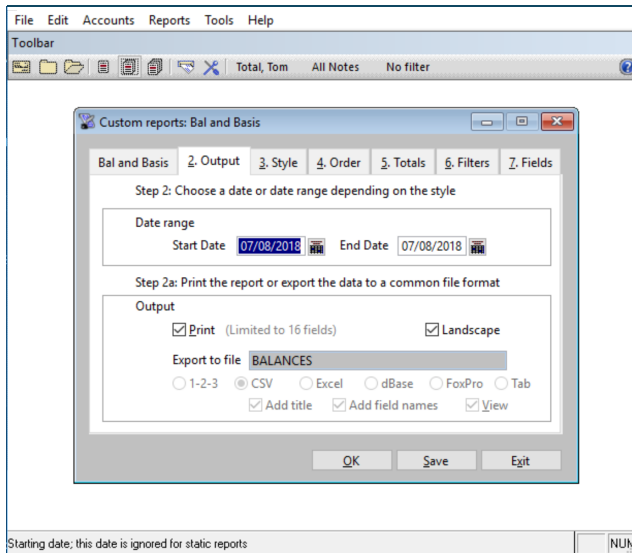 File Edit Accounts Reports Tools Help
Toolbar
Total, Tom All Notes No filter
Custom reports: Bal and Basis
Bal and Basis 2. Output 3. Style 4. Order 5. Totals 6. Filters 7. Fields
Step 2: Choose a date or date range depending on the style
Date range
Start Date 07/08/2018 End Date 07/08/2018
Step 2a: Print the report or export the data to a common file format
Output
Print (Limited to 16 fields) Landscape
Export to file BALANCES
1-2-3 CSV Excel dBase FoxPro Tab
Add title Add field names View
OK Save Exit
Starting date; this date is ignored for static reports NUM